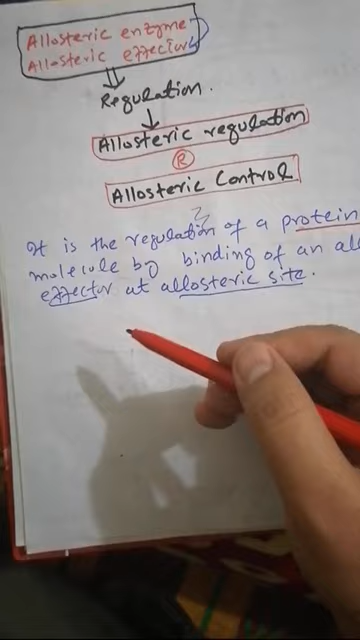 Allosteric enzyme
Allosteric effector
Regulation.
Allosteric regulation
R
Allosteric Control
It is the regulation of a protein
molecule by binding of an
effector at allosteric site.